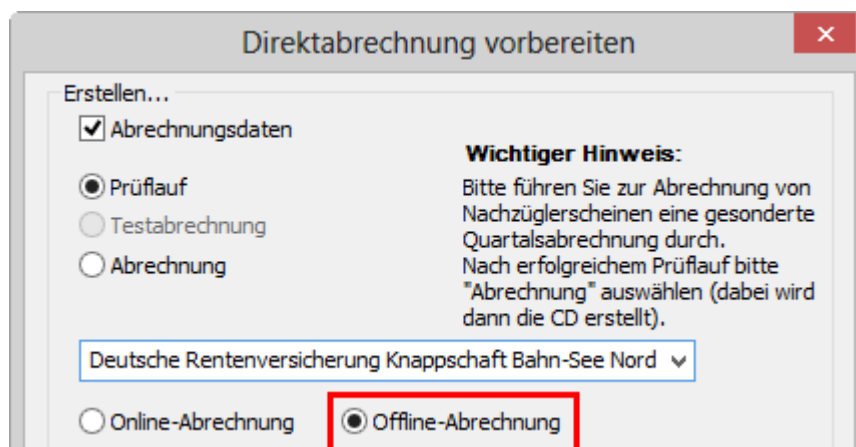 Direktabrechnung vorbereiten
Erstellen...
Abrechnungsdaten
Prüflauf
Testabrechnung
Abrechnung
Wichtiger Hinweis:
Bitte führen Sie zur Abrechnung von
Nachzüglerscheinen eine gesonderte
Quartalsabrechnung durch.
Nach erfolgreichem Prüflauf bitte
"Abrechnung" auswählen (dabei wird
dann die CD erstellt).
Deutsche Rentenversicherung Knappschaft Bahn-See Nord
Online-Abrechnung
Offline-Abrechnung